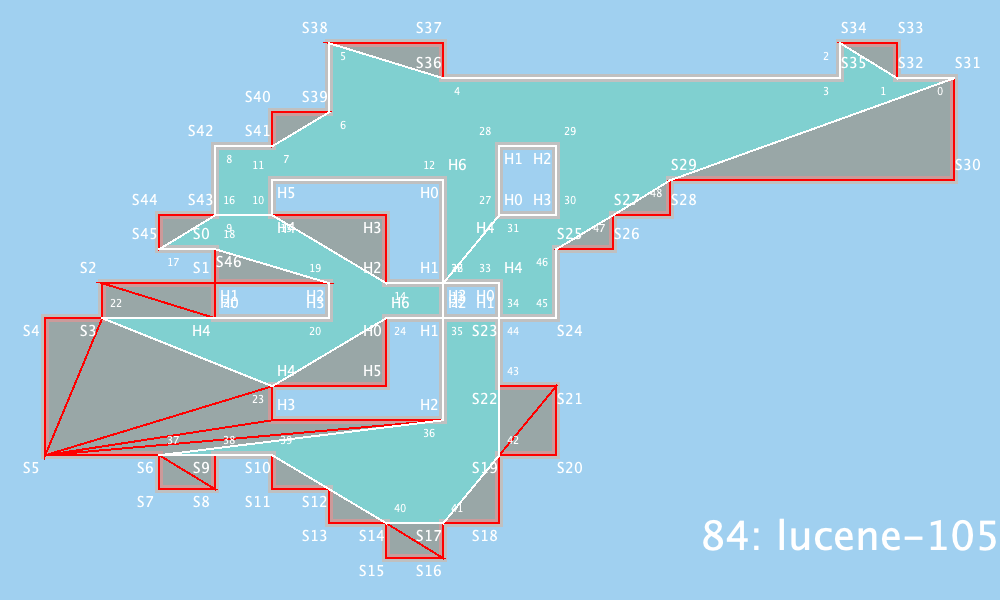 S38 S37 S34 S33
5 S36 2 S35 S32 S31
4 3 1 0
S40 S39
6
S42 S41 28 29
8 11 7 12 H6 H1 H2 S29 S30
H5 H0 48
S44 S43 16 10 27 H0 H3 30 S27 S28
9 H4 H3 H4 31 47
S45 S0 18 S25 S26
17 S46 46
S2 S1 19 H2 H1 33 H4
22 H1 H2 14 H0
H3 H6 H1 34 45
S4 S3 H4 20 H0 24 H1 35 S23 44 S24
H4 H5 43
23 H3 H2 S22 S21
36
37 38 39 42
S5 S6 S9 S10 S19 S20
S7 S8 S11 S12
40 41
S13 S14 S17 S18
84: lucene-105
S15 S16